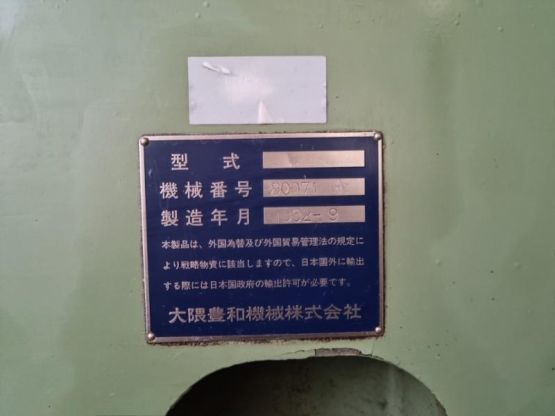 型式
機械番号
製造年月
本製品は、外国為替及び外国貿易管理法の規定に
より戦略物資に該当しますので、日本国外に輸出
する際には日本国政府の輸出許可が必要です。
大隈豊和機械株式会社